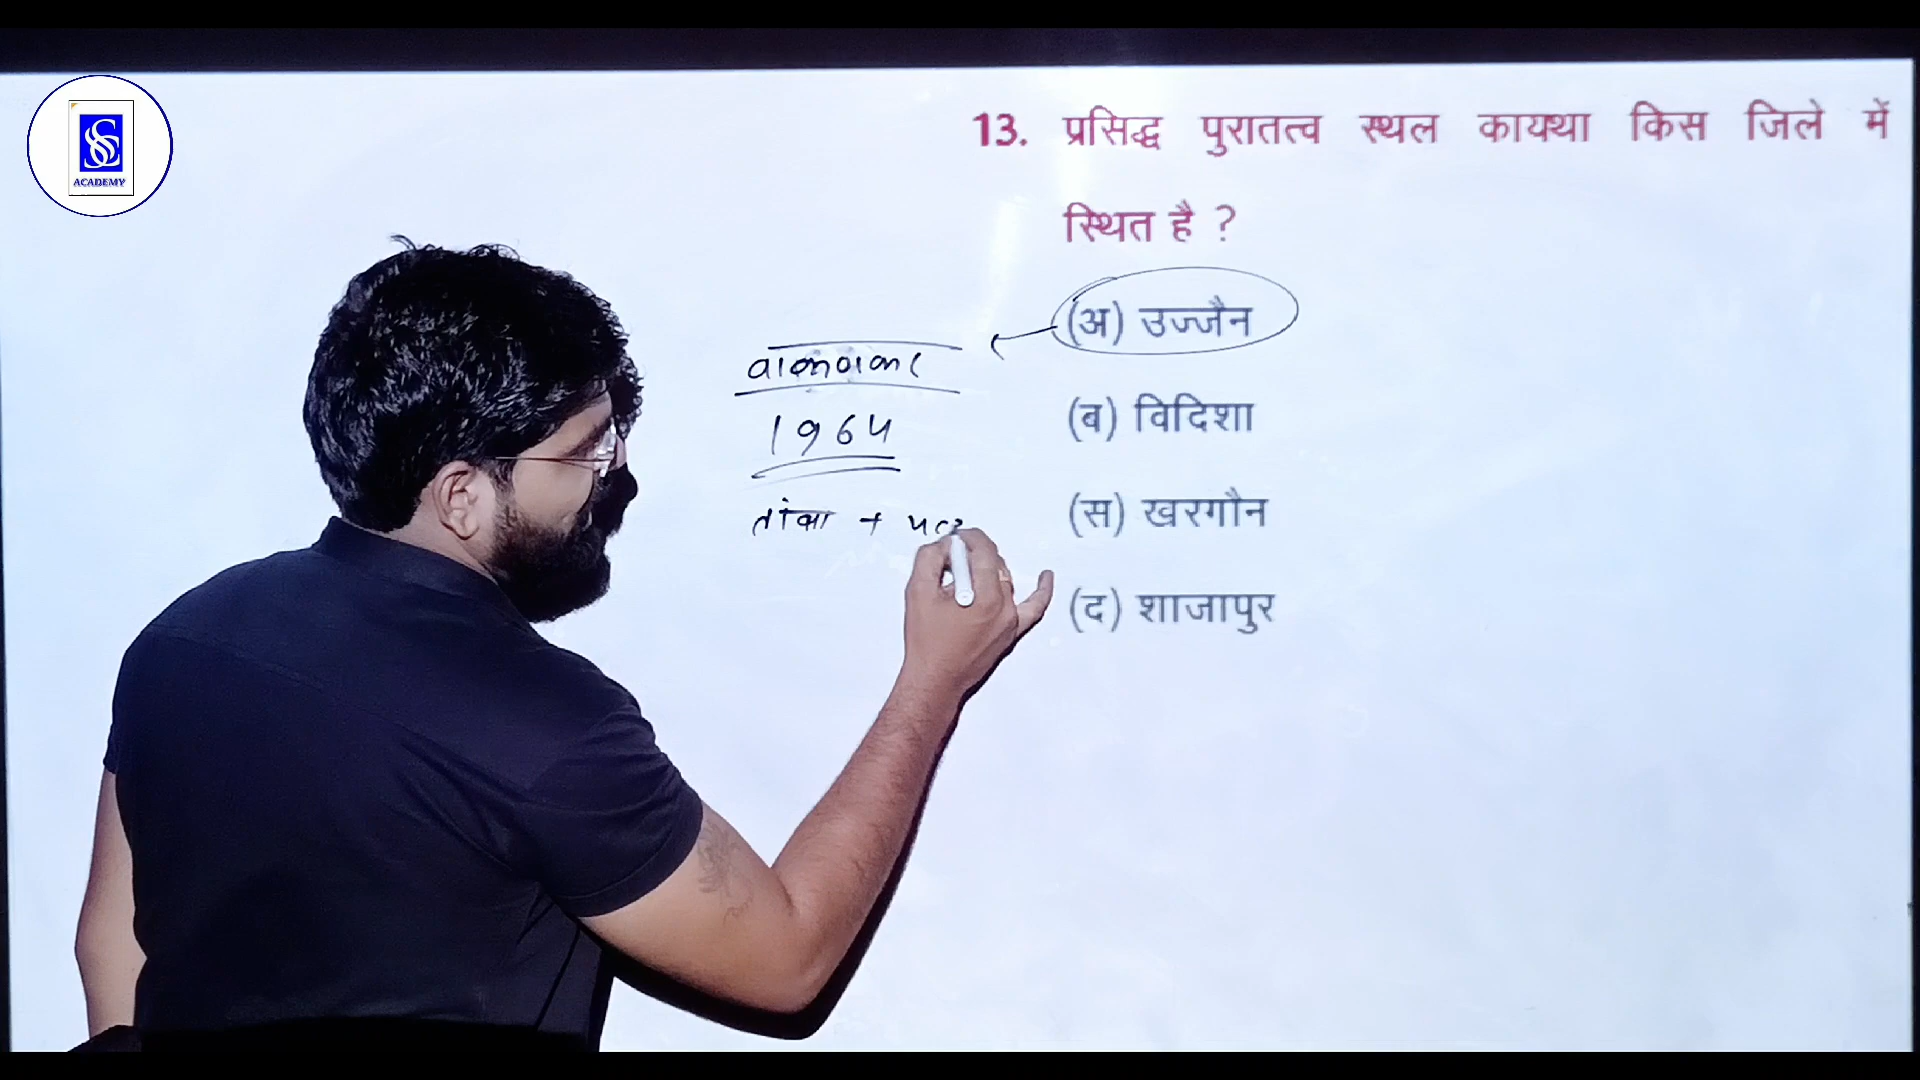 ACADEMY
13. प्रसिद्ध पुरातत्व स्थल कायथा किस जिले में
स्थित है ?
(अ) उज्जैन
(ब) विदिशा
(स) खरगौन
(द) शाजापुर
वाकणकर
1964
तांबा +